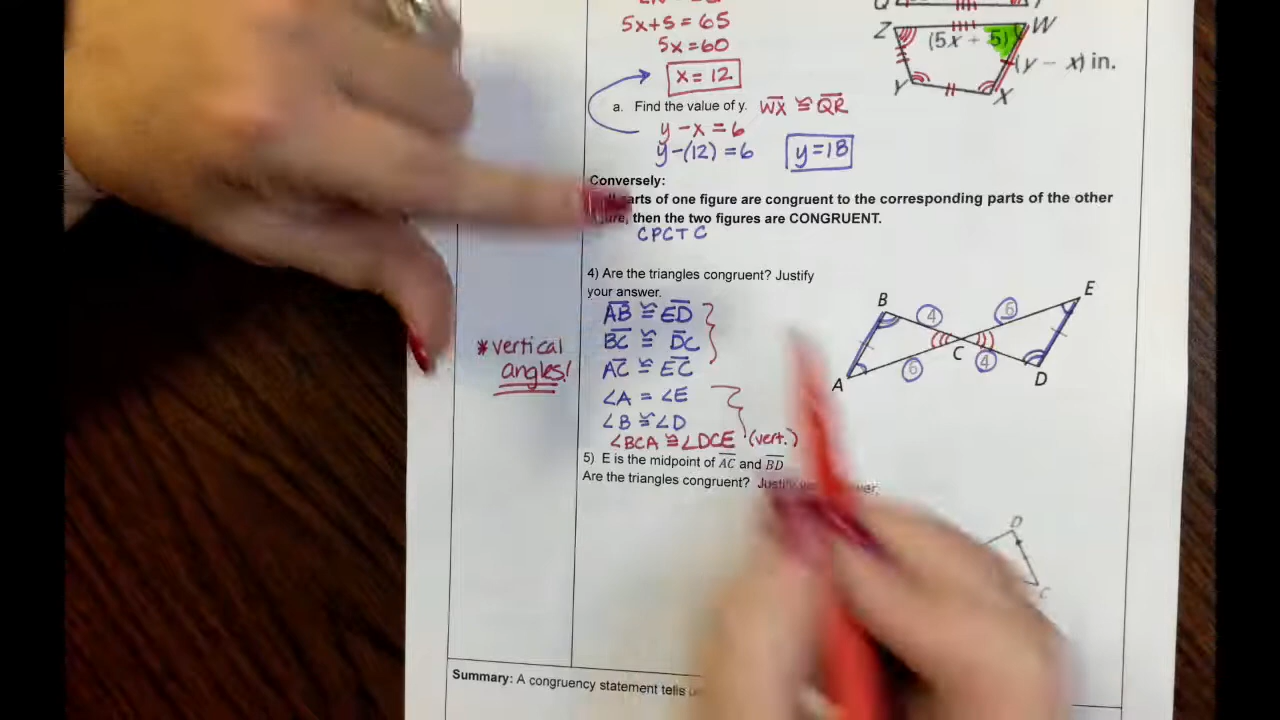 5x+5 = 65
5x = 60
x = 12
Z
W
(5x + 5)
(y − x) in.
Y
X
a. Find the value of y. WX ≅ QR
y − x = 6
y −(12) = 6
y = 18
Conversely:
parts of one figure are congruent to the corresponding parts of the other
then the two figures are CONGRUENT.
CPCTC
4) Are the triangles congruent? Justify
your answer.
AB ≅ ED
BC ≅ DC
AC ≅ EC
∠A = ∠E
∠B ≅ ∠D
∠BCA ≅ ∠DCE (vert.)
*vertical
angles!
B
4
6
E
C
A
6
4
D
5) E is the midpoint of AC and BD
Are the triangles congruent?
D
C
Summary: A congruency statement tells